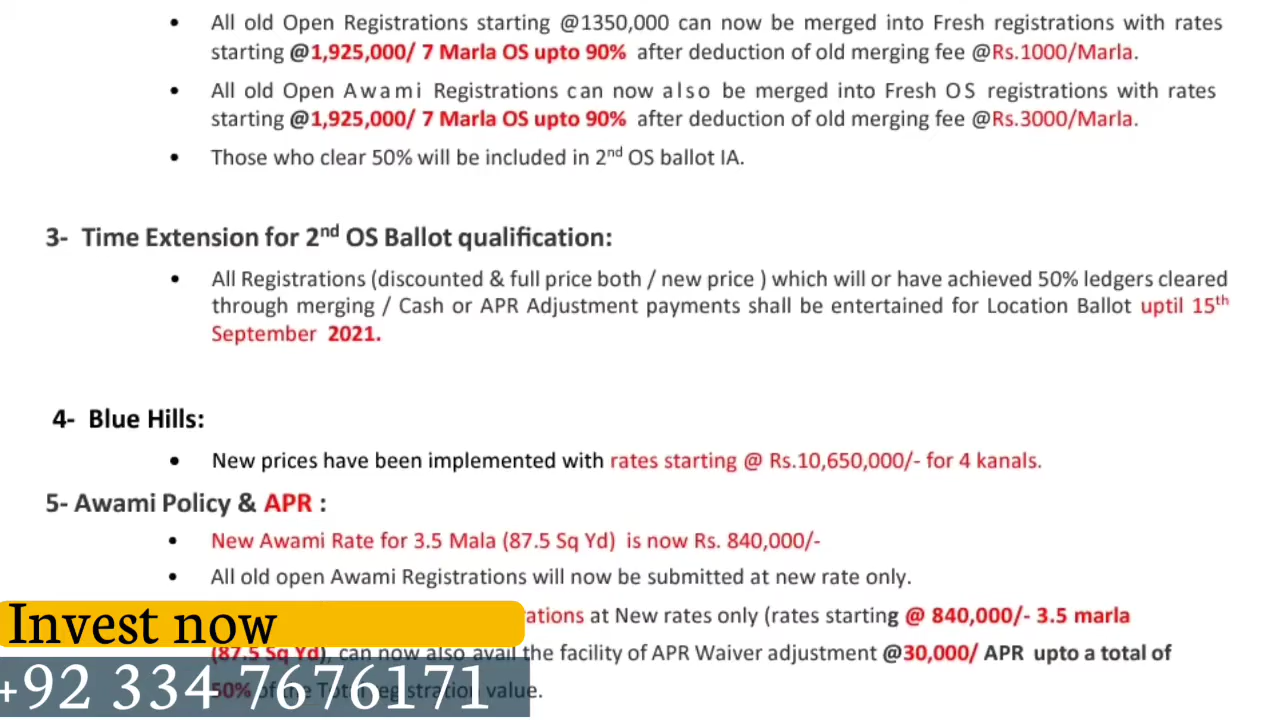 • All old Open Registrations starting @1350,000 can now be merged into Fresh registrations with rates
starting @1,925,000/ 7 Marla OS upto 90% after deduction of old merging fee @Rs.1000/Marla.
• All old Open Awami Registrations can now also be merged into Fresh OS registrations with rates
starting @1,925,000/ 7 Marla OS upto 90% after deduction of old merging fee @Rs.3000/Marla.
• Those who clear 50% will be included in 2nd OS ballot IA.
3- Time Extension for 2nd OS Ballot qualification:
• All Registrations (discounted & full price both / new price ) which will or have achieved 50% ledgers cleared
through merging / Cash or APR Adjustment payments shall be entertained for Location Ballot uptil 15th
September 2021.
4- Blue Hills:
• New prices have been implemented with rates starting @ Rs.10,650,000/- for 4 kanals.
5- Awami Policy & APR :
• New Awami Rate for 3.5 Mala (87.5 Sq Yd) is now Rs. 840,000/-
• All old open Awami Registrations will now be submitted at new rate only.
ations at New rates only (rates starting @ 840,000/- 3.5 marla
(87.5 Sq Yd), can now also avail the facility of APR Waiver adjustment @30,000/ APR upto a total of
50% of the Total registration value.
Invest now
+92 334 7676171